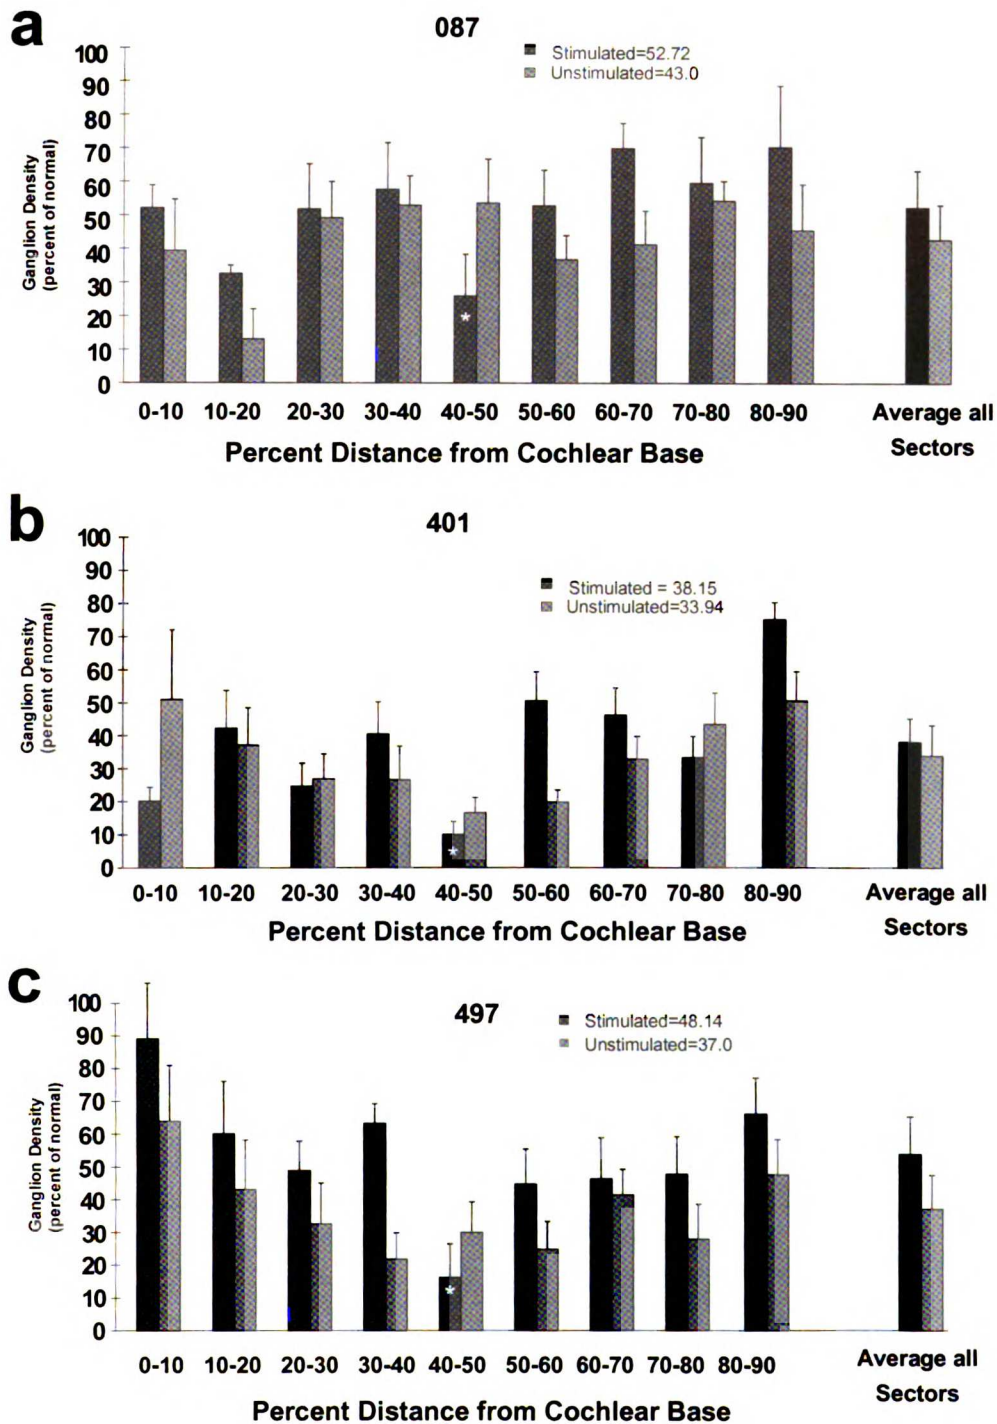 a
087
Stimulated=52.72
Unstimulated=43.0
Ganglion Density
(percent of normal)
100
90
80
70
60
50
40
30
20
10
0
*
0-10 10-20 20-30 30-40 40-50 50-60 60-70 70-80 80-90 Average all
Sectors
Percent Distance from Cochlear Base
b
401
Stimulated = 38.15
Unstimulated=33.94
Ganglion Density
(percent of normal)
100
90
80
70
60
50
40
30
20
10
0
*
0-10 10-20 20-30 30-40 40-50 50-60 60-70 70-80 80-90 Average all
Sectors
Percent Distance from Cochlear Base
c
497
Stimulated=48.14
Unstimulated=37.0
Ganglion Density
(percent of normal)
100
90
80
70
60
50
40
30
20
10
0
*
0-10 10-20 20-30 30-40 40-50 50-60 60-70 70-80 80-90 Average all
Sectors
Percent Distance from Cochlear Base